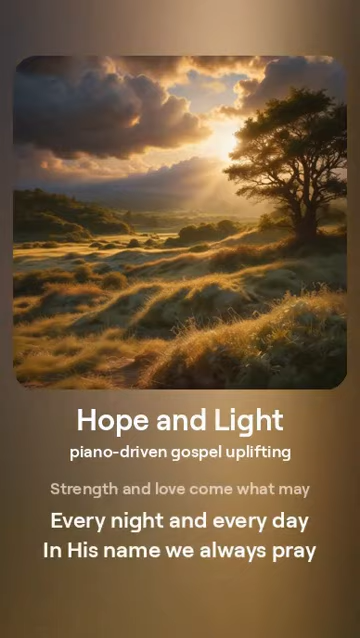 Hope and Light
piano-driven gospel uplifting
Strength and love come what may
Every night and every day
In His name we always pray